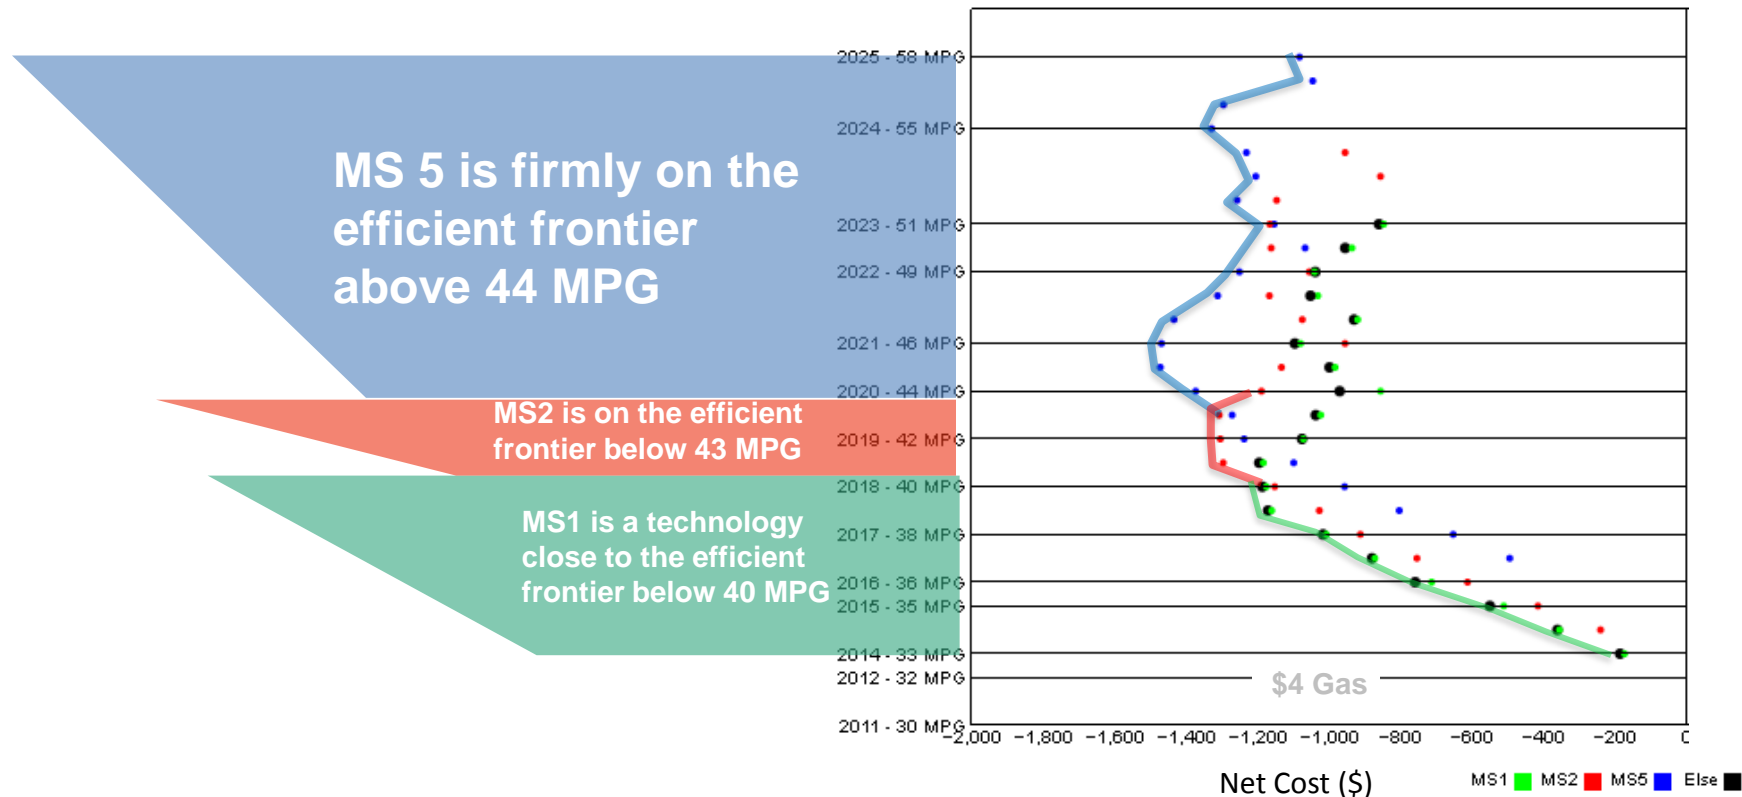 MS 5 is firmly on the
efficient frontier
above 44 MPG
MS2 is on the efficient
frontier below 43 MPG
MS1 is a technology
close to the efficient
frontier below 40 MPG
2025 - 58 MPG
2024 - 55 MPG
2023 - 51 MPG
2022 - 49 MPG
2021 - 46 MPG
2020 - 44 MPG
2019 - 42 MPG
2018 - 40 MPG
2017 - 38 MPG
2016 - 36 MPG
2015 - 35 MPG
2014 - 33 MPG
2012 - 32 MPG
2011 - 30 MPG
$4 Gas
−2,000 −1,800 −1,600 −1,400 −1,200 −1,000 −800 −600 −400 −200 0
Net Cost ($)
MS1 MS2 MS5 Else